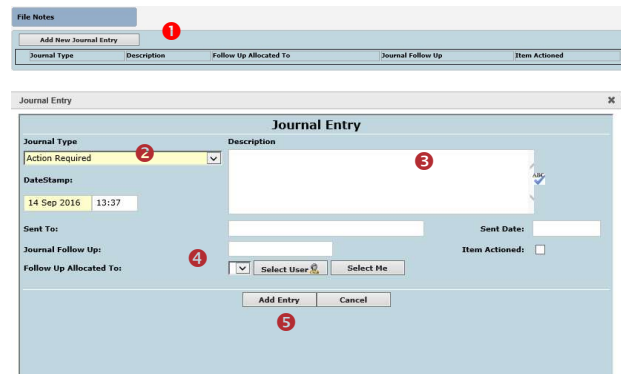 File Notes
Add New Journal Entry 1
Journal Type Description Follow Up Allocated To Journal Follow Up Item Actioned
Journal Entry
Journal Entry
Journal Type Description
Action Required 2 3
DateStamp: ABC
14 Sep 2016 13:37
Sent To: Sent Date:
Journal Follow Up: Item Actioned:
4
Follow Up Allocated To: Select User Select Me
Add Entry Cancel
5